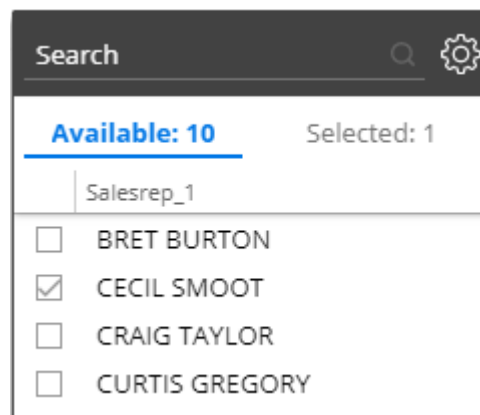 Search
Available: 10 Selected: 1
Salesrep_1
BRET BURTON
CECIL SMOOT
CRAIG TAYLOR
CURTIS GREGORY